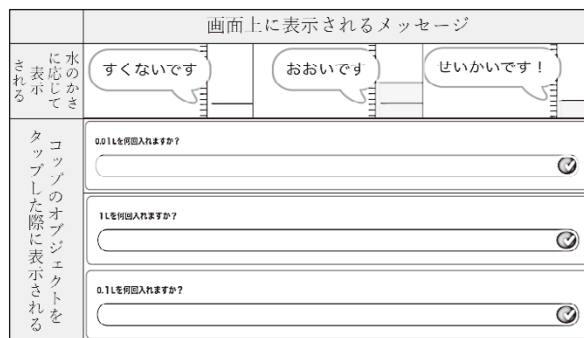 画面上に表示されるメッセージ
水のかさに応じて表示される
すくないです
おおいです
せいかいです！
コップのオブジェクトをタップした際に表示される
0.01Lを何回入れますか？
1Lを何回入れますか？
0.1Lを何回入れますか？